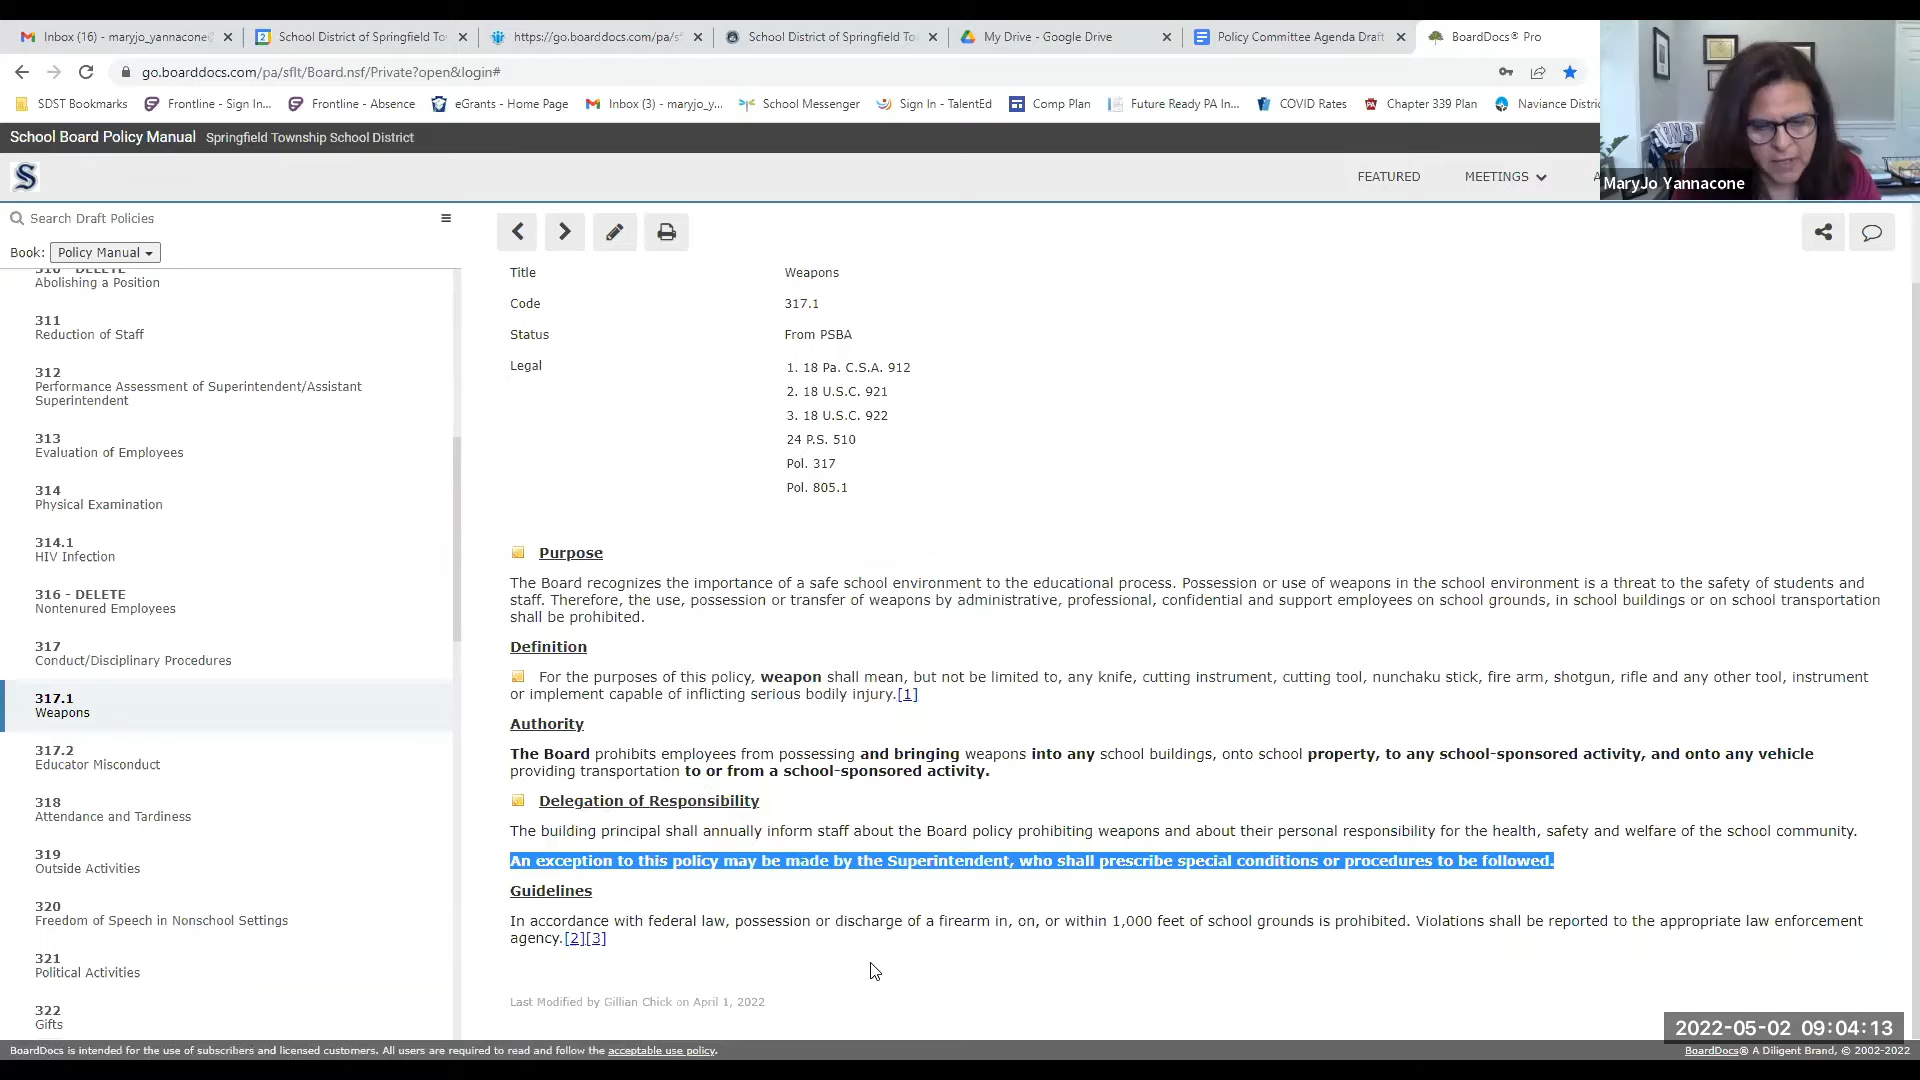 Inbox (16) - maryjo_yannacone@
School District of Springfield To
https://go.boarddocs.com/pa/s
School District of Springfield To
My Drive - Google Drive
Policy Committee Agenda Draft
BoardDocs® Pro
go.boarddocs.com/pa/sflt/Board.nsf/Private?open&login#
SDST Bookmarks
Frontline - Sign In...
Frontline - Absence
eGrants - Home Page
Inbox (3) - maryjo_y...
School Messenger
Sign In - TalentEd
Comp Plan
Future Ready PA In...
COVID Rates
Chapter 339 Plan
Naviance Distric
School Board Policy Manual Springfield Township School District
S
FEATURED
MEETINGS
MaryJo Yannacone
Search Draft Policies
Book: Policy Manual
310 - DELETE
Abolishing a Position
311
Reduction of Staff
312
Performance Assessment of Superintendent/Assistant
Superintendent
313
Evaluation of Employees
314
Physical Examination
314.1
HIV Infection
316 - DELETE
Nontenured Employees
317
Conduct/Disciplinary Procedures
317.1
Weapons
317.2
Educator Misconduct
318
Attendance and Tardiness
319
Outside Activities
320
Freedom of Speech in Nonschool Settings
321
Political Activities
322
Gifts
Title Weapons
Code 317.1
Status From PSBA
Legal 1. 18 Pa. C.S.A. 912
2. 18 U.S.C. 921
3. 18 U.S.C. 922
24 P.S. 510
Pol. 317
Pol. 805.1
Purpose
The Board recognizes the importance of a safe school environment to the educational process. Possession or use of weapons in the school environment is a threat to the safety of students and
staff. Therefore, the use, possession or transfer of weapons by administrative, professional, confidential and support employees on school grounds, in school buildings or on school transportation
shall be prohibited.
Definition
For the purposes of this policy, weapon shall mean, but not be limited to, any knife, cutting instrument, cutting tool, nunchaku stick, fire arm, shotgun, rifle and any other tool, instrument
or implement capable of inflicting serious bodily injury.[1]
Authority
The Board prohibits employees from possessing and bringing weapons into any school buildings, onto school property, to any school-sponsored activity, and onto any vehicle
providing transportation to or from a school-sponsored activity.
Delegation of Responsibility
The building principal shall annually inform staff about the Board policy prohibiting weapons and about their personal responsibility for the health, safety and welfare of the school community.
An exception to this policy may be made by the Superintendent, who shall prescribe special conditions or procedures to be followed.
Guidelines
In accordance with federal law, possession or discharge of a firearm in, on, or within 1,000 feet of school grounds is prohibited. Violations shall be reported to the appropriate law enforcement
agency.[2][3]
Last Modified by Gillian Chick on April 1, 2022
2022-05-02 09:04:13
BoardDocs is intended for the use of subscribers and licensed customers. All users are required to read and follow the acceptable use policy.
BoardDocs® A Diligent Brand, © 2002-2022